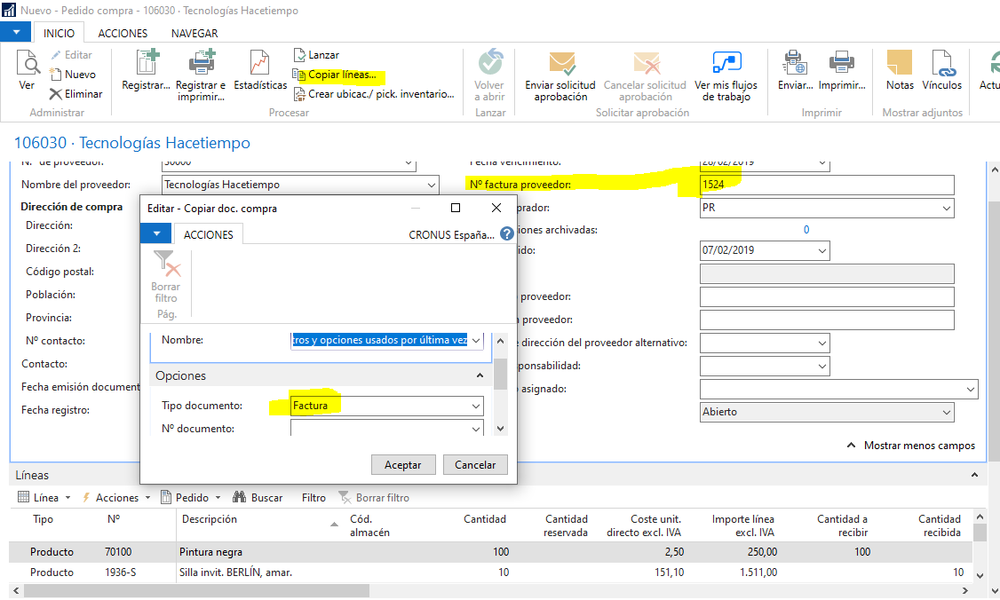 Nuevo - Pedido compra - 106030 · Tecnologías Hacetiempo
INICIO ACCIONES NAVEGAR
Ver
Editar
Nuevo
Eliminar
Administrar
Registrar...
Registrar e
imprimir...
Estadísticas
Lanzar
Copiar líneas...
Crear ubicac./ pick. inventario...
Procesar
Volver
a abrir
Lanzar
Enviar solicitud
aprobación
Cancelar solicitud
aprobación
Ver mis flujos
de trabajo
Solicitar aprobación
Enviar...
Imprimir...
Imprimir
Notas
Vínculos
Mostrar adjuntos
Actu
106030 · Tecnologías Hacetiempo
Nº de proveedor: 30000
Nombre del proveedor: Tecnologías Hacetiempo
Dirección de compra
Dirección:
Dirección 2:
Código postal:
Población:
Provincia:
Nº contacto:
Contacto:
Fecha emisión document
Fecha registro:
Fecha vencimiento: 28/02/2019
Nº factura proveedor: 1524
prador: PR
iones archivadas: 0
ido: 07/02/2019
proveedor:
n proveedor:
e dirección del proveedor alternativo:
ponsabilidad:
o asignado:
Abierto
Mostrar menos campos
Editar - Copiar doc. compra
ACCIONES
CRONUS España...
Borrar
filtro
Pág.
Nombre: tros y opciones usados por última vez
Opciones
Tipo documento: Factura
Nº documento:
Aceptar Cancelar
Líneas
Línea Acciones Pedido Buscar Filtro Borrar filtro
Tipo Nº Descripción Cód. almacén Cantidad Cantidad reservada Coste unit. directo excl. IVA Importe línea excl. IVA Cantidad a recibir Cantidad recibida
Producto 70100 Pintura negra 100 2,50 250,00 100
Producto 1936-S Silla invit. BERLÍN, amar. 10 151,10 1.511,00 10